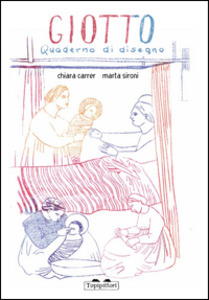 GIOTTO
Quaderno di disegno
chiara carrer marta sironi
Topipittori